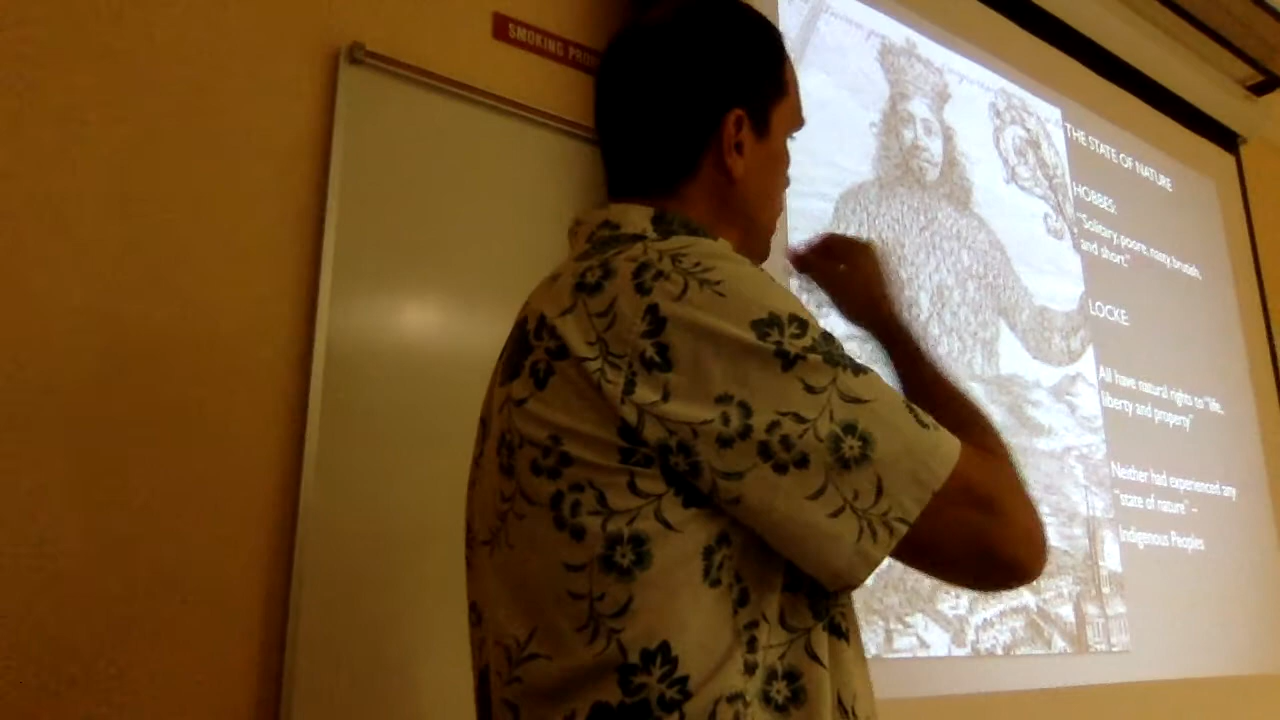 SMOKING PROH
THE STATE OF NATURE
HOBBES:
"Solitary, poore, nasty, brutish,
and short."
LOCKE:
All have natural rights to "life,
liberty and property"
Neither had experienced any
"state of nature" –
Indigenous Peoples